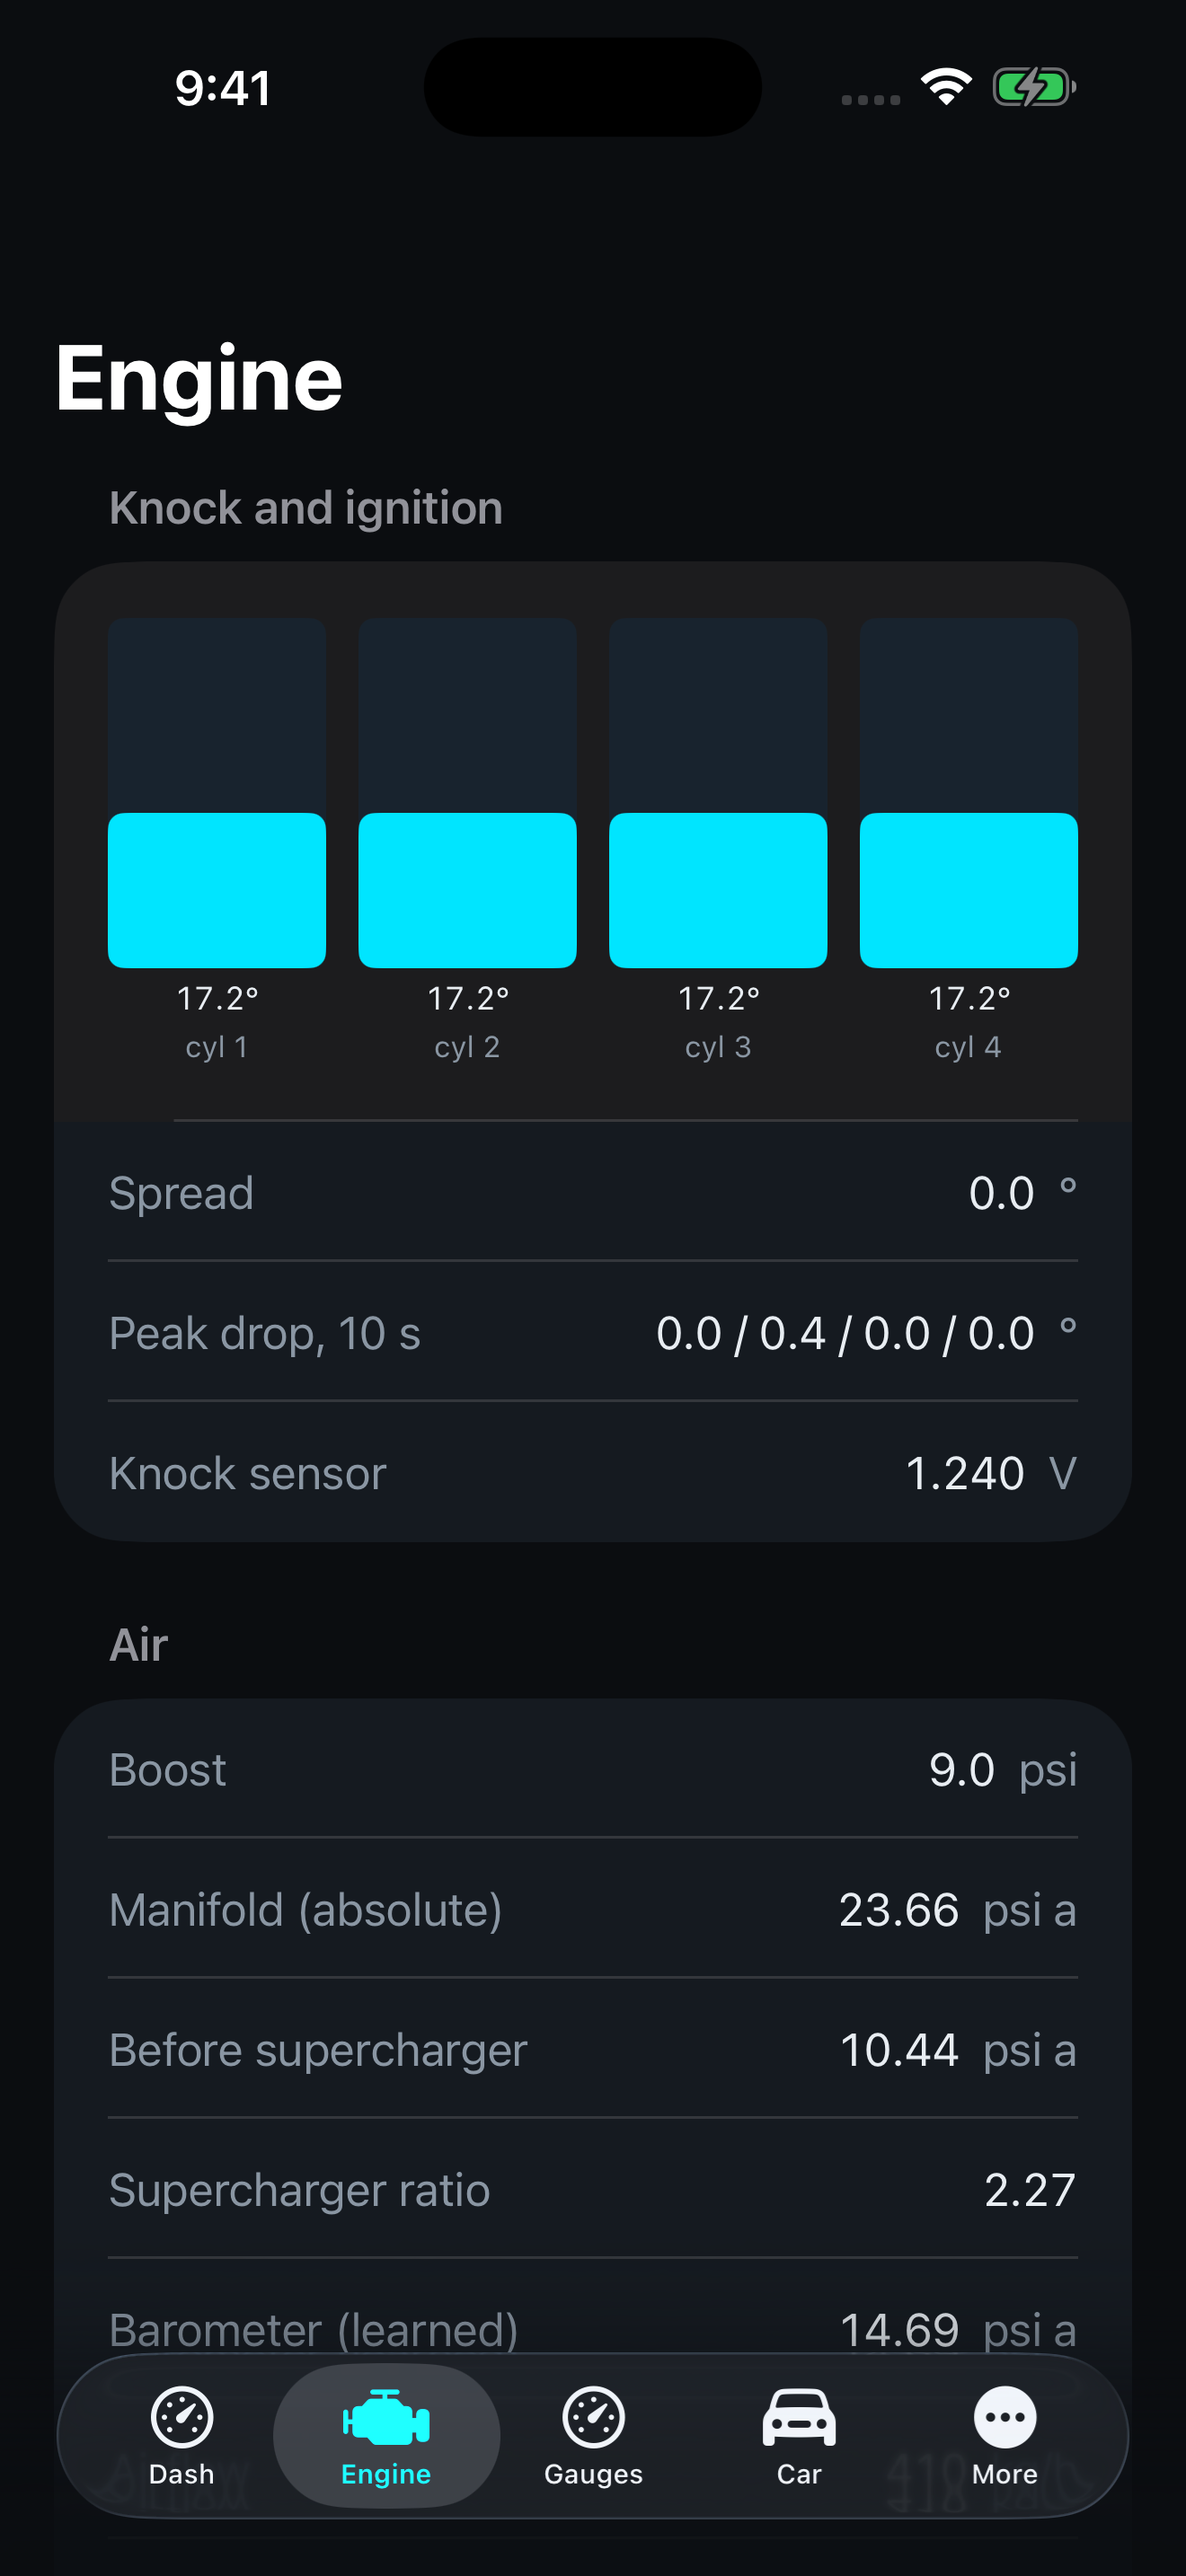 9:41
Engine
Knock and ignition
17.2° 17.2° 17.2° 17.2°
cyl 1 cyl 2 cyl 3 cyl 4
Spread 0.0 °
Peak drop, 10 s 0.0 / 0.4 / 0.0 / 0.0 °
Knock sensor 1.240 V
Air
Boost 9.0 psi
Manifold (absolute) 23.66 psi a
Before supercharger 10.44 psi a
Supercharger ratio 2.27
Barometer (learned) 14.69 psi a
Dash Engine Gauges Car More